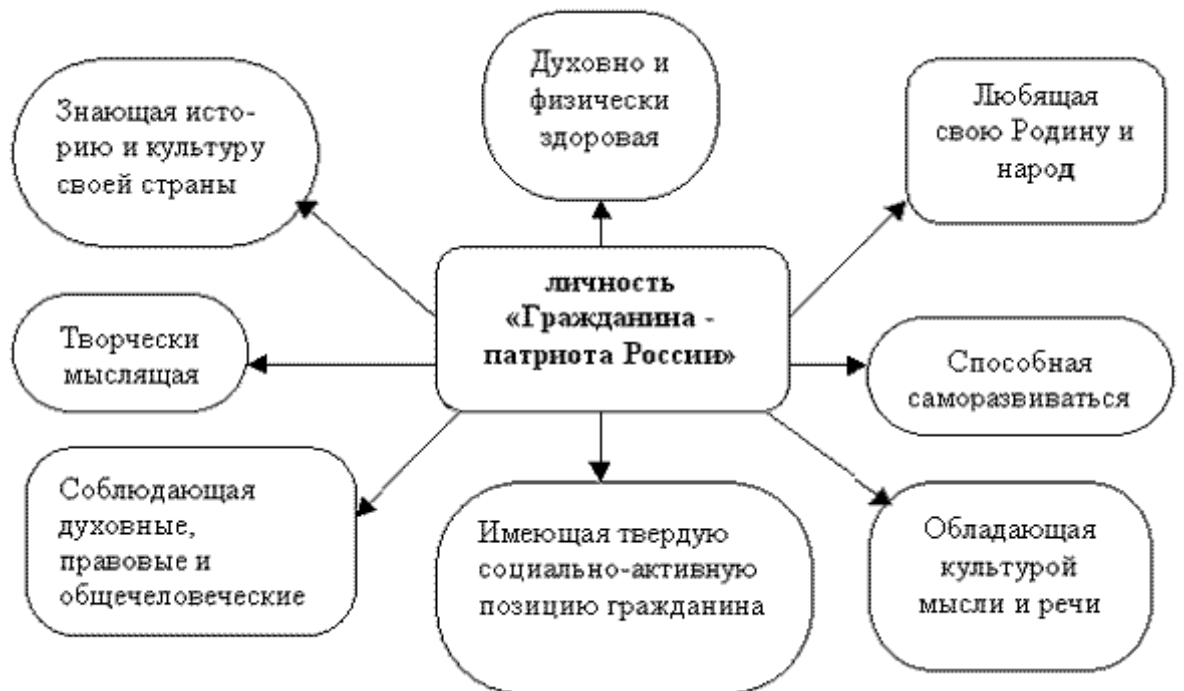 Духовно и
физически
здоровая
Знающая исто-
рию и культуру
своей страны
Любящая
свою Родину и
народ
личность
«Гражданина -
патриота России»
Творчески
мыслящая
Способная
саморазвиваться
Соблюдающая
духовные,
правовые и
общечеловеческие
Имеющая твердую
социально-активную
позицию гражданина
Обладающая
культурой
мысли и речи